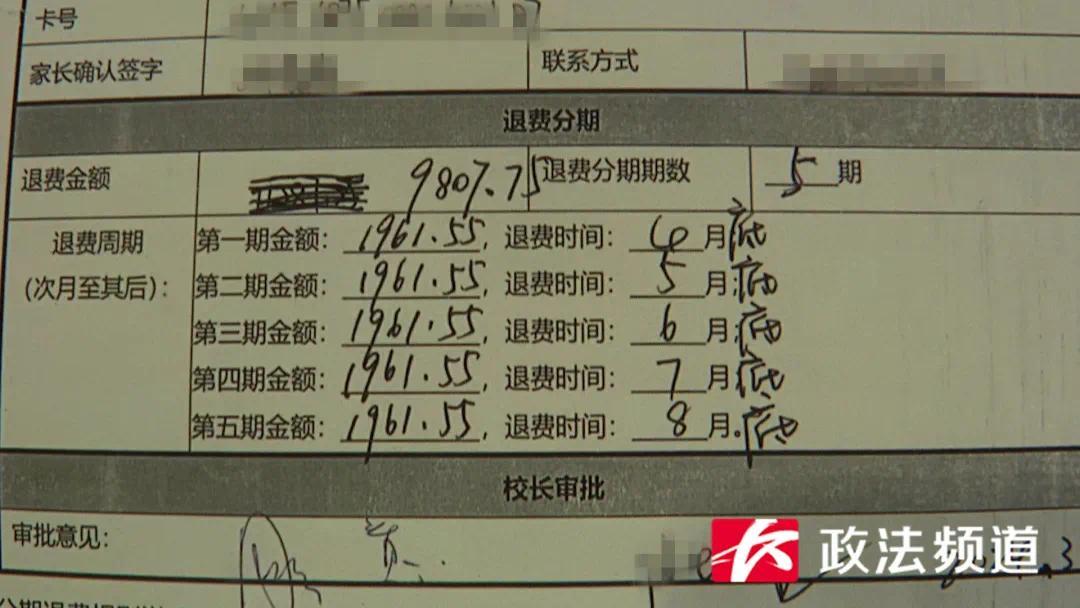 卡号
家长确认签字 联系方式
退费分期
退费金额 9807.75 退费分期期数 5 期
退费周期 第一期金额: 1961.55, 退费时间: 4 月 底
(次月至其后): 第二期金额: 1961.55, 退费时间: 5 月; 底
第三期金额: 1961.55, 退费时间: 6 月; 底
第四期金额: 1961.55, 退费时间: 7 月; 底
第五期金额: 1961.55, 退费时间: 8 月。底
校长审批
审批意见:
政法频道